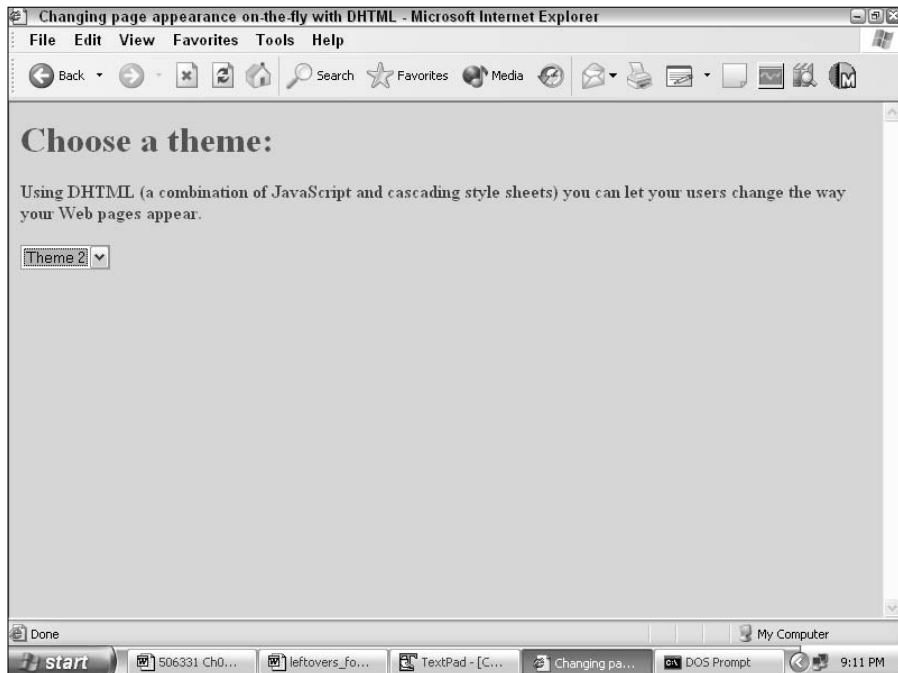 Changing page appearance on-the-fly with DHTML - Microsoft Internet Explorer
File Edit View Favorites Tools Help
Back Search Favorites Media
Choose a theme:
Using DHTML (a combination of JavaScript and cascading style sheets) you can let your users change the way
your Web pages appear.
Theme 2
Done My Computer
start 506331 Ch0... leftovers_fo... TextPad - [C... Changing pa... DOS Prompt 9:11 PM